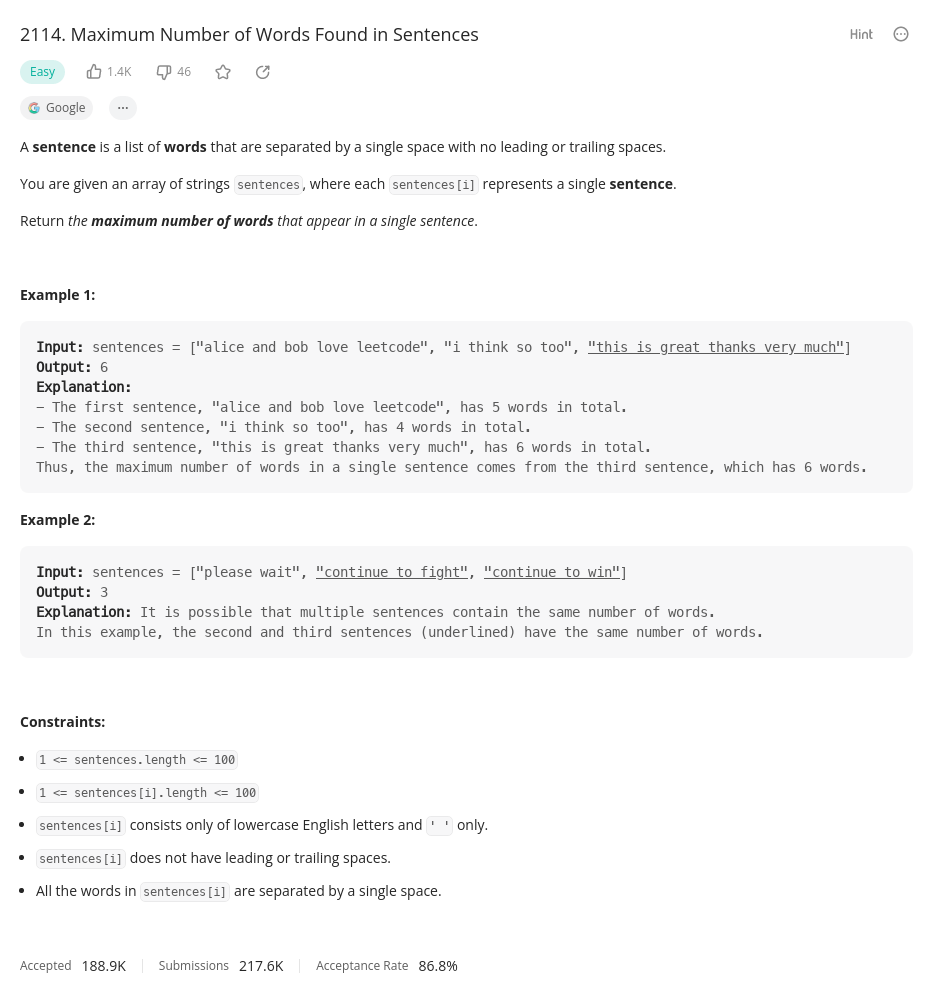 2114. Maximum Number of Words Found in Sentences
Hint
Easy
1.4K
46
Google
...
A sentence is a list of words that are separated by a single space with no leading or trailing spaces.
You are given an array of strings sentences, where each sentences[i] represents a single sentence.
Return the maximum number of words that appear in a single sentence.
Example 1:
Input: sentences = ["alice and bob love leetcode", "i think so too", "this is great thanks very much"]
Output: 6
Explanation:
- The first sentence, "alice and bob love leetcode", has 5 words in total.
- The second sentence, "i think so too", has 4 words in total.
- The third sentence, "this is great thanks very much", has 6 words in total.
Thus, the maximum number of words in a single sentence comes from the third sentence, which has 6 words.
Example 2:
Input: sentences = ["please wait", "continue to fight", "continue to win"]
Output: 3
Explanation: It is possible that multiple sentences contain the same number of words.
In this example, the second and third sentences (underlined) have the same number of words.
Constraints:
• 1 <= sentences.length <= 100
• 1 <= sentences[i].length <= 100
• sentences[i] consists only of lowercase English letters and ' ' only.
• sentences[i] does not have leading or trailing spaces.
• All the words in sentences[i] are separated by a single space.
Accepted 188.9K Submissions 217.6K Acceptance Rate 86.8%